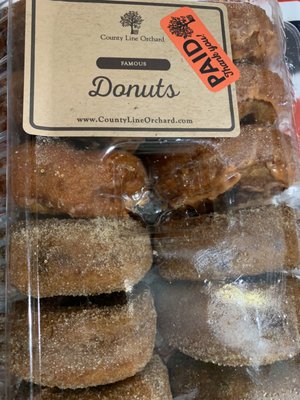 County Line Orchard
FAMOUS
Donuts
www.CountyLineOrchard.com
PAID
Thank you!